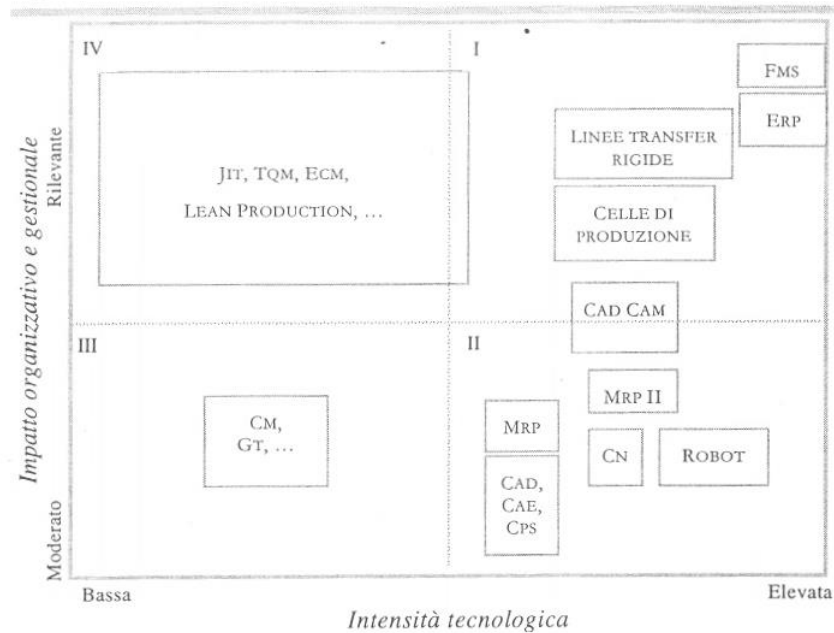 IV
I
FMS
ERP
LINEE TRANSFER
RIGIDE
JIT, TQM, ECM,
LEAN PRODUCTION, ...
CELLE DI
PRODUZIONE
CAD CAM
III
II
MRP II
CM,
GT, ...
MRP
CN
ROBOT
CAD,
CAE,
CPS
Impatto organizzativo e gestionale
Rilevante
Moderato
Bassa
Elevata
Intensità tecnologica